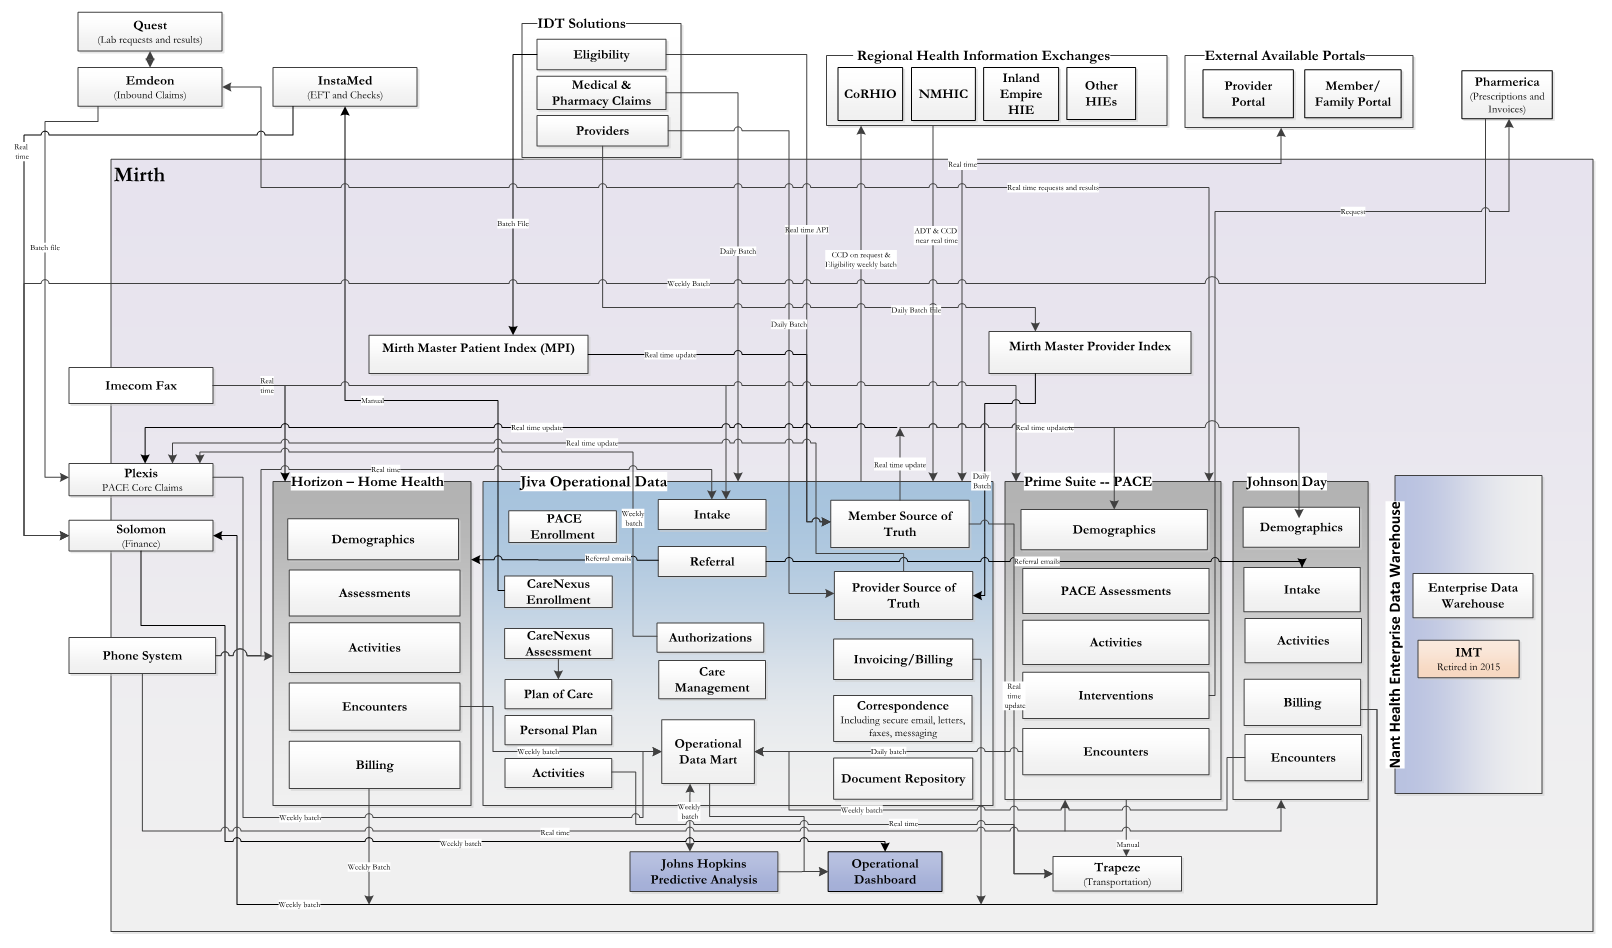 Quest
(Lab requests and results)
Emdeon
(Inbound Claims)
InstaMed
(EFT and Checks)
IDT Solutions
Eligibility
Medical &
Pharmacy Claims
Providers
Regional Health Information Exchanges
CoRHIO
NMHIC
Inland
Empire
HIE
Other
HIEs
External Available Portals
Provider
Portal
Member/
Family Portal
Pharmerica
(Prescriptions and
Invoices)
Real
time
Mirth
Real time
Real time requests and results
Request
Batch File
Real time API
ADT & CCD
near real time
Batch file
Daily Batch
CCD on request &
Eligibility weekly batch
Weekly Batch
Daily Batch File
Daily Batch
Mirth Master Patient Index (MPI)
Real time update
Mirth Master Provider Index
Imecom Fax
Real
time
Manual
Real time update
Real time updatete
Real time update
Real time update
Plexis
PACE Core Claims
Real time
Daily
Batch
Horizon – Home Health
Jiva Operational Data
Prime Suite -- PACE
Johnson Day
Solomon
(Finance)
Demographics
PACE
Enrollment
Weekly
batch
Intake
Member Source of
Truth
Demographics
Demographics
Referral emails
Referral
Referral emails
Assessments
CareNexus
Enrollment
Provider Source of
Truth
PACE Assessments
Intake
Nant Health Enterprise Data Warehouse
Enterprise Data
Warehouse
Activities
CareNexus
Assessment
Authorizations
Invoicing/Billing
Activities
Activities
IMT
Retired in 2015
Phone System
Care
Management
Plan of Care
Real
time
update
Interventions
Billing
Encounters
Correspondence
Including secure email, letters,
faxes, messaging
Personal Plan
Operational
Data Mart
Weekly batch
Daily batch
Encounters
Encounters
Billing
Activities
Document Repository
Weekly batch
Weekly
batch
Weekly batch
Real time
Real time
Weekly batch
Manual
Weekly Batch
Johns Hopkins
Predictive Analysis
Operational
Dashboard
Trapeze
(Transportation)
Weekly batch